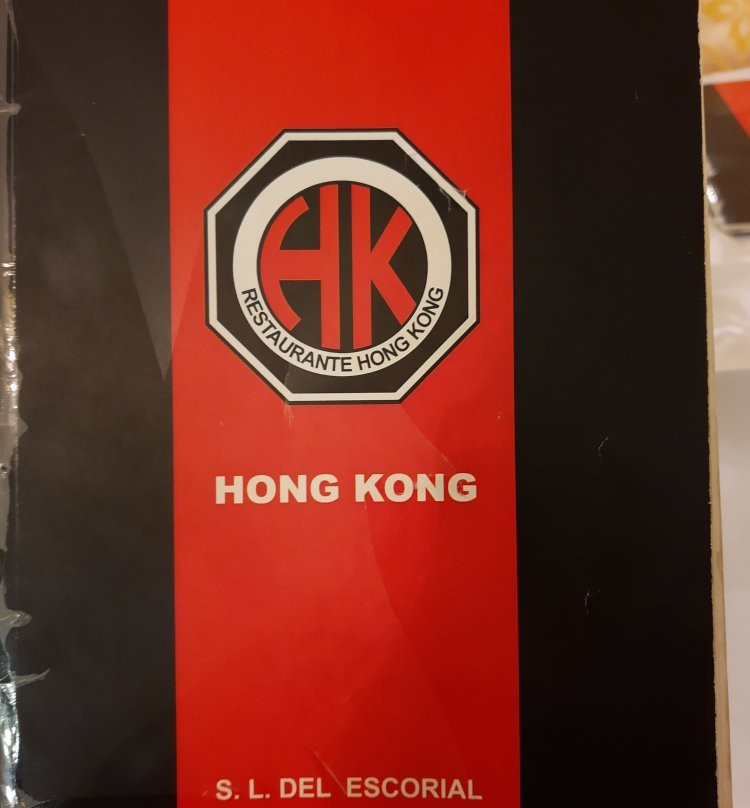 HK
RESTAURANTE HONG KONG
HONG KONG
S. L. DEL ESCORIAL